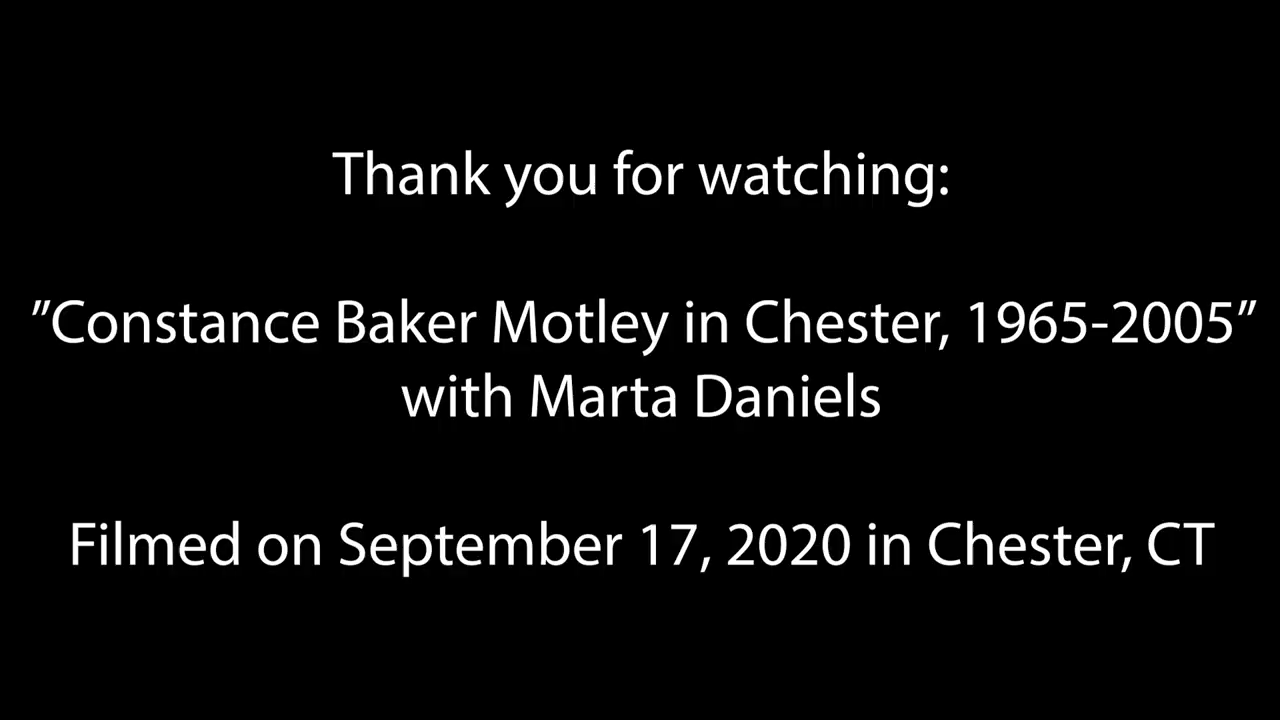 Thank you for watching:
”Constance Baker Motley in Chester, 1965-2005”
with Marta Daniels
Filmed on September 17, 2020 in Chester, CT